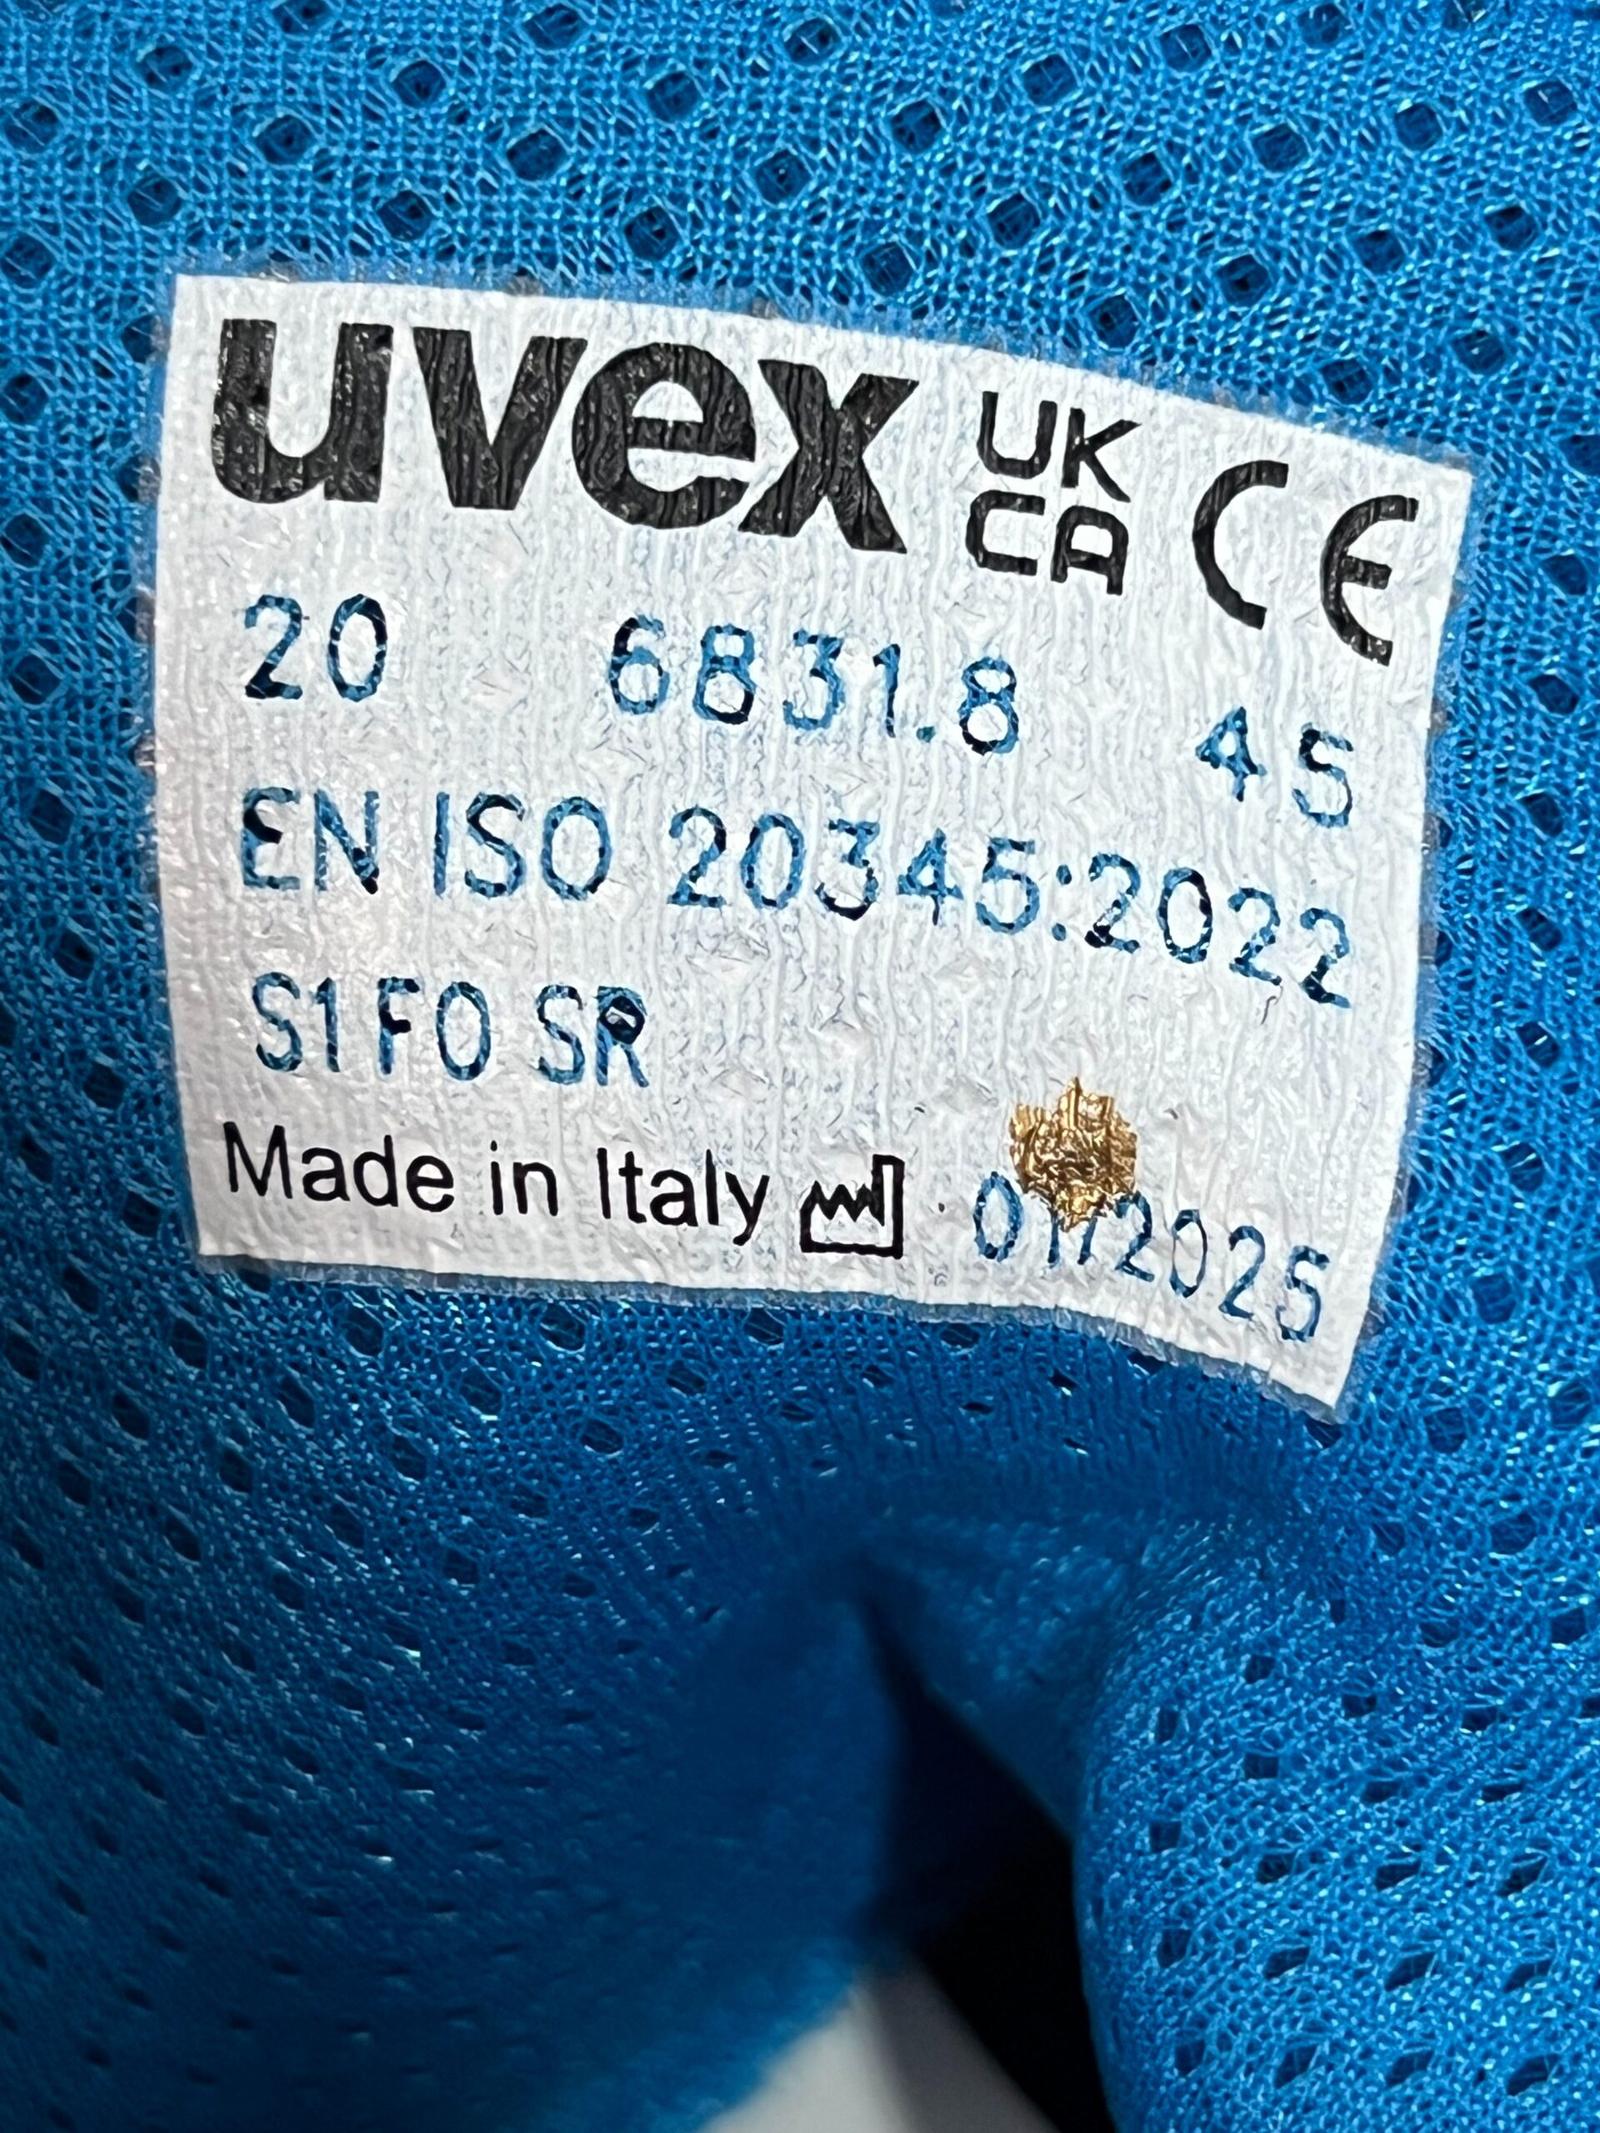 uvex UK CA CE
20 6831.8 45
EN ISO 20345:2022
S1 FO SR
Made in Italy 01/2025